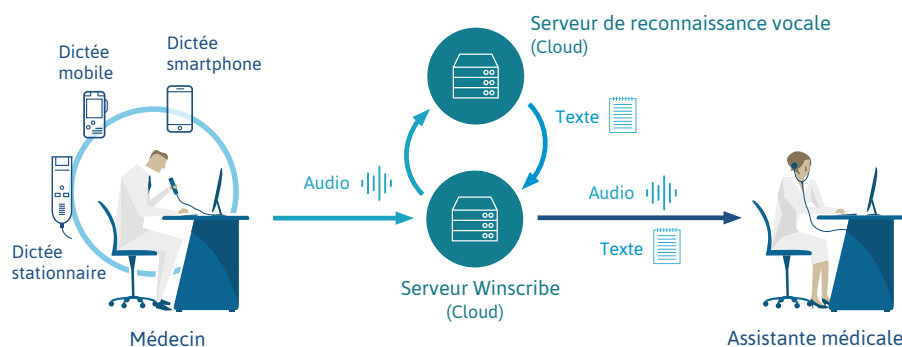 Serveur de reconnaissance vocale
(Cloud)
Dictée
smartphone
Dictée
mobile
Texte
Audio
Audio
Texte
Dictée
stationnaire
Serveur Winscribe
(Cloud)
Médecin
Assistante médicale